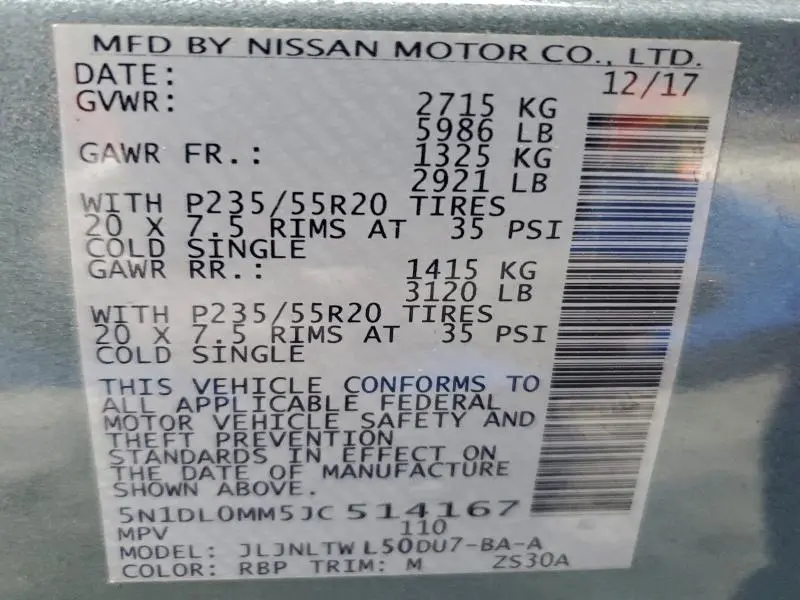 MFD BY NISSAN MOTOR CO., LTD.
DATE: 12/17
GVWR: 2715 KG
5986 LB
GAWR FR.: 1325 KG
2921 LB
WITH P235/55R20 TIRES
20 X 7.5 RIMS AT 35 PSI
COLD SINGLE
GAWR RR.: 1415 KG
3120 LB
WITH P235/55R20 TIRES
20 X 7.5 RIMS AT 35 PSI
COLD SINGLE
THIS VEHICLE CONFORMS TO
ALL APPLICABLE FEDERAL
MOTOR VEHICLE SAFETY AND
THEFT PREVENTION
STANDARDS IN EFFECT ON
THE DATE OF MANUFACTURE
SHOWN ABOVE.
5N1DL0MM5JC 514167
MPV 110
MODEL: JLJNLTW L50DU7-BA-A
COLOR: RBP TRIM: M ZS30A